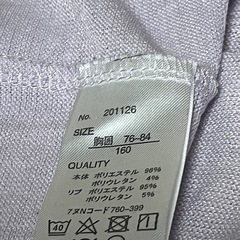 No. 201126
SIZE
胸囲 76-84
160
QUALITY
本体 ポリエステル 96%
ポリウレタン 4%
リブ ポリエステル 95%
ポリウレタン 5%
7ヌNコード760-399
40